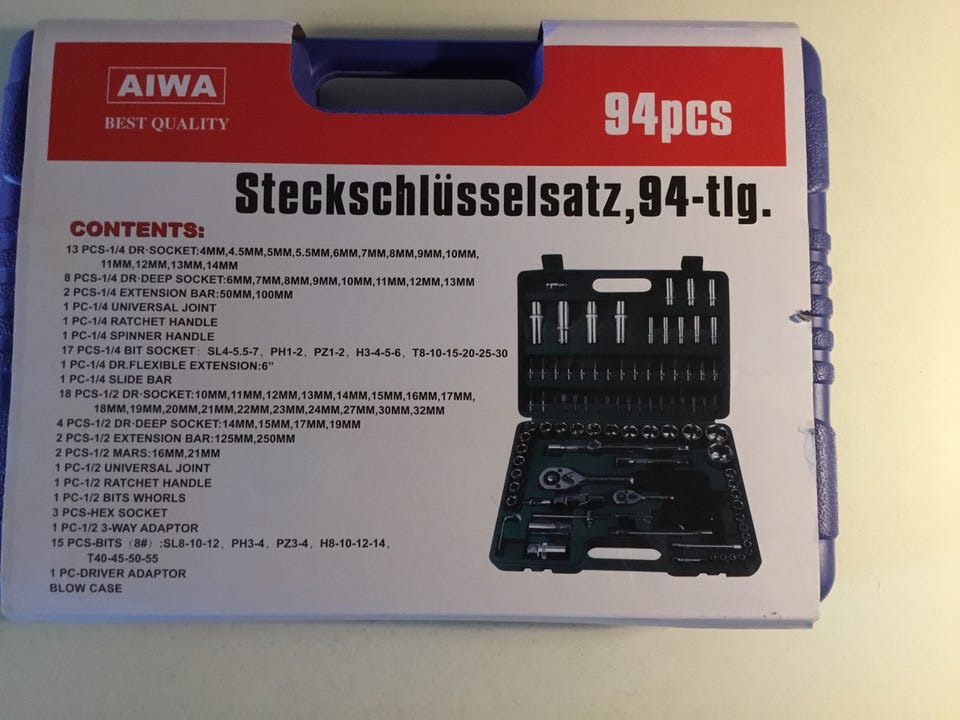 AIWA
BEST QUALITY
94pcs
Steckschlüsselsatz,94-tlg.
CONTENTS:
13 PCS-1/4 DR·SOCKET:4MM,4.5MM,5MM,5.5MM,6MM,7MM,8MM,9MM,10MM,
11MM,12MM,13MM,14MM
8 PCS-1/4 DR·DEEP SOCKET:6MM,7MM,8MM,9MM,10MM,11MM,12MM,13MM
2 PCS-1/4 EXTENSION BAR:50MM,100MM
1 PC-1/4 UNIVERSAL JOINT
1 PC-1/4 RATCHET HANDLE
1 PC-1/4 SPINNER HANDLE
17 PCS-1/4 BIT SOCKET：SL4-5.5-7、PH1-2、PZ1-2、H3-4-5-6、T8-10-15-20-25-30
1 PC-1/4 DR.FLEXIBLE EXTENSION:6”
1 PC-1/4 SLIDE BAR
18 PCS-1/2 DR·SOCKET:10MM,11MM,12MM,13MM,14MM,15MM,16MM,17MM,
18MM,19MM,20MM,21MM,22MM,23MM,24MM,27MM,30MM,32MM
4 PCS-1/2 DR·DEEP SOCKET:14MM,15MM,17MM,19MM
2 PCS-1/2 EXTENSION BAR:125MM,250MM
2 PCS-1/2 MARS:16MM,21MM
1 PC-1/2 UNIVERSAL JOINT
1 PC-1/2 RATCHET HANDLE
1 PC-1/2 BITS WHORLS
3 PCS-HEX SOCKET
1 PC-1/2 3-WAY ADAPTOR
15 PCS-BITS（8#）:SL8-10-12、PH3-4、PZ3-4、H8-10-12-14、
T40-45-50-55
1 PC-DRIVER ADAPTOR
BLOW CASE